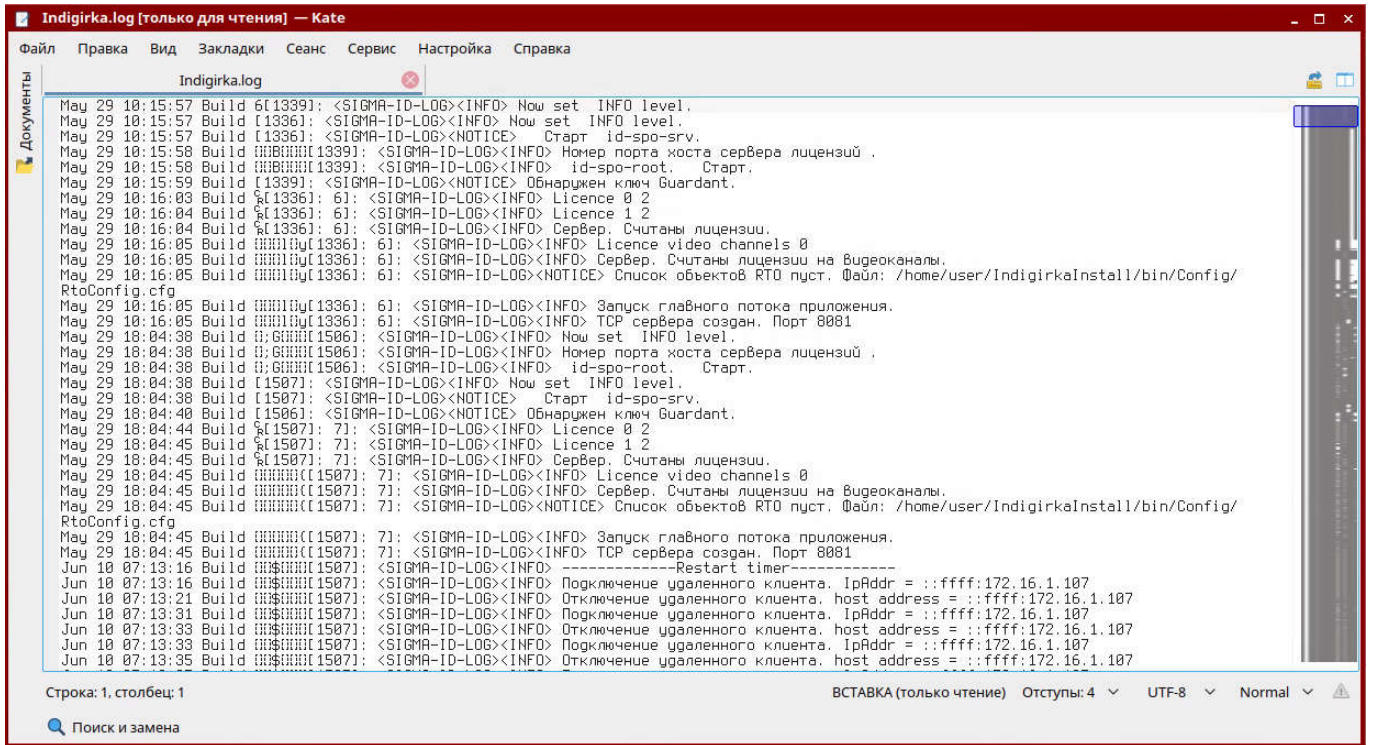 Indigirka.log [только для чтения] — Kate
Файл Правка Вид Закладки Сеанс Сервис Настройка Справка
Документы
Indigirka.log
May 29 10:15:57 Build 6[1339]: <SIGMA-ID-LOG><INFO> Now set INFO level.
May 29 10:15:57 Build [1336]: <SIGMA-ID-LOG><INFO> Now set INFO level.
May 29 10:15:57 Build [1336]: <SIGMA-ID-LOG><NOTICE> Старт id-spo-srv.
May 29 10:15:58 Build [1339]: <SIGMA-ID-LOG><INFO> Номер порта хоста сервера лицензий .
May 29 10:15:58 Build [1339]: <SIGMA-ID-LOG><INFO> id-spo-root. Старт.
May 29 10:15:59 Build [1339]: <SIGMA-ID-LOG><NOTICE> Обнаружен ключ Guardant.
May 29 10:16:03 Build [1336]: 6]: <SIGMA-ID-LOG><INFO> Licence 0 2
May 29 10:16:04 Build [1336]: 6]: <SIGMA-ID-LOG><INFO> Licence 1 2
May 29 10:16:04 Build [1336]: 6]: <SIGMA-ID-LOG><INFO> Сервер. Считаны лицензии.
May 29 10:16:05 Build [1336]: 6]: <SIGMA-ID-LOG><INFO> Licence video channels 0
May 29 10:16:05 Build [1336]: 6]: <SIGMA-ID-LOG><INFO> Сервер. Считаны лицензии на видеоканалы.
May 29 10:16:05 Build [1336]: 6]: <SIGMA-ID-LOG><NOTICE> Список объектов RTO пуст. Файл: /home/user/IndigirkaInstall/bin/Config/
RtoConfig.cfg
May 29 10:16:05 Build [1336]: 6]: <SIGMA-ID-LOG><INFO> Запуск главного потока приложения.
May 29 10:16:05 Build [1336]: 6]: <SIGMA-ID-LOG><INFO> TCP сервера создан. Порт 8081
May 29 18:04:38 Build [1506]: <SIGMA-ID-LOG><INFO> Now set INFO level.
May 29 18:04:38 Build [1506]: <SIGMA-ID-LOG><INFO> Номер порта хоста сервера лицензий .
May 29 18:04:38 Build [1506]: <SIGMA-ID-LOG><INFO> id-spo-root. Старт.
May 29 18:04:38 Build [1507]: <SIGMA-ID-LOG><INFO> Now set INFO level.
May 29 18:04:38 Build [1507]: <SIGMA-ID-LOG><NOTICE> Старт id-spo-srv.
May 29 18:04:40 Build [1506]: <SIGMA-ID-LOG><NOTICE> Обнаружен ключ Guardant.
May 29 18:04:44 Build [1507]: 7]: <SIGMA-ID-LOG><INFO> Licence 0 2
May 29 18:04:45 Build [1507]: 7]: <SIGMA-ID-LOG><INFO> Licence 1 2
May 29 18:04:45 Build [1507]: 7]: <SIGMA-ID-LOG><INFO> Сервер. Считаны лицензии.
May 29 18:04:45 Build [1507]: 7]: <SIGMA-ID-LOG><INFO> Licence video channels 0
May 29 18:04:45 Build [1507]: 7]: <SIGMA-ID-LOG><INFO> Сервер. Считаны лицензии на видеоканалы.
May 29 18:04:45 Build [1507]: 7]: <SIGMA-ID-LOG><NOTICE> Список объектов RTO пуст. Файл: /home/user/IndigirkaInstall/bin/Config/
RtoConfig.cfg
May 29 18:04:45 Build [1507]: 7]: <SIGMA-ID-LOG><INFO> Запуск главного потока приложения.
May 29 18:04:45 Build [1507]: 7]: <SIGMA-ID-LOG><INFO> TCP сервера создан. Порт 8081
Jun 10 07:13:16 Build [1507]: <SIGMA-ID-LOG><INFO> --------------Restart timer-------------
Jun 10 07:13:16 Build [1507]: <SIGMA-ID-LOG><INFO> Подключение удаленного клиента. IpAddr = ::ffff:172.16.1.107
Jun 10 07:13:21 Build [1507]: <SIGMA-ID-LOG><INFO> Отключение удаленного клиента. host address = ::ffff:172.16.1.107
Jun 10 07:13:31 Build [1507]: <SIGMA-ID-LOG><INFO> Подключение удаленного клиента. IpAddr = ::ffff:172.16.1.107
Jun 10 07:13:33 Build [1507]: <SIGMA-ID-LOG><INFO> Отключение удаленного клиента. host address = ::ffff:172.16.1.107
Jun 10 07:13:33 Build [1507]: <SIGMA-ID-LOG><INFO> Подключение удаленного клиента. IpAddr = ::ffff:172.16.1.107
Jun 10 07:13:35 Build [1507]: <SIGMA-ID-LOG><INFO> Отключение удаленного клиента. host address = ::ffff:172.16.1.107
Строка: 1, столбец: 1 ВСТАВКА (только чтение) Отступы: 4 UTF-8 Normal
Поиск и замена